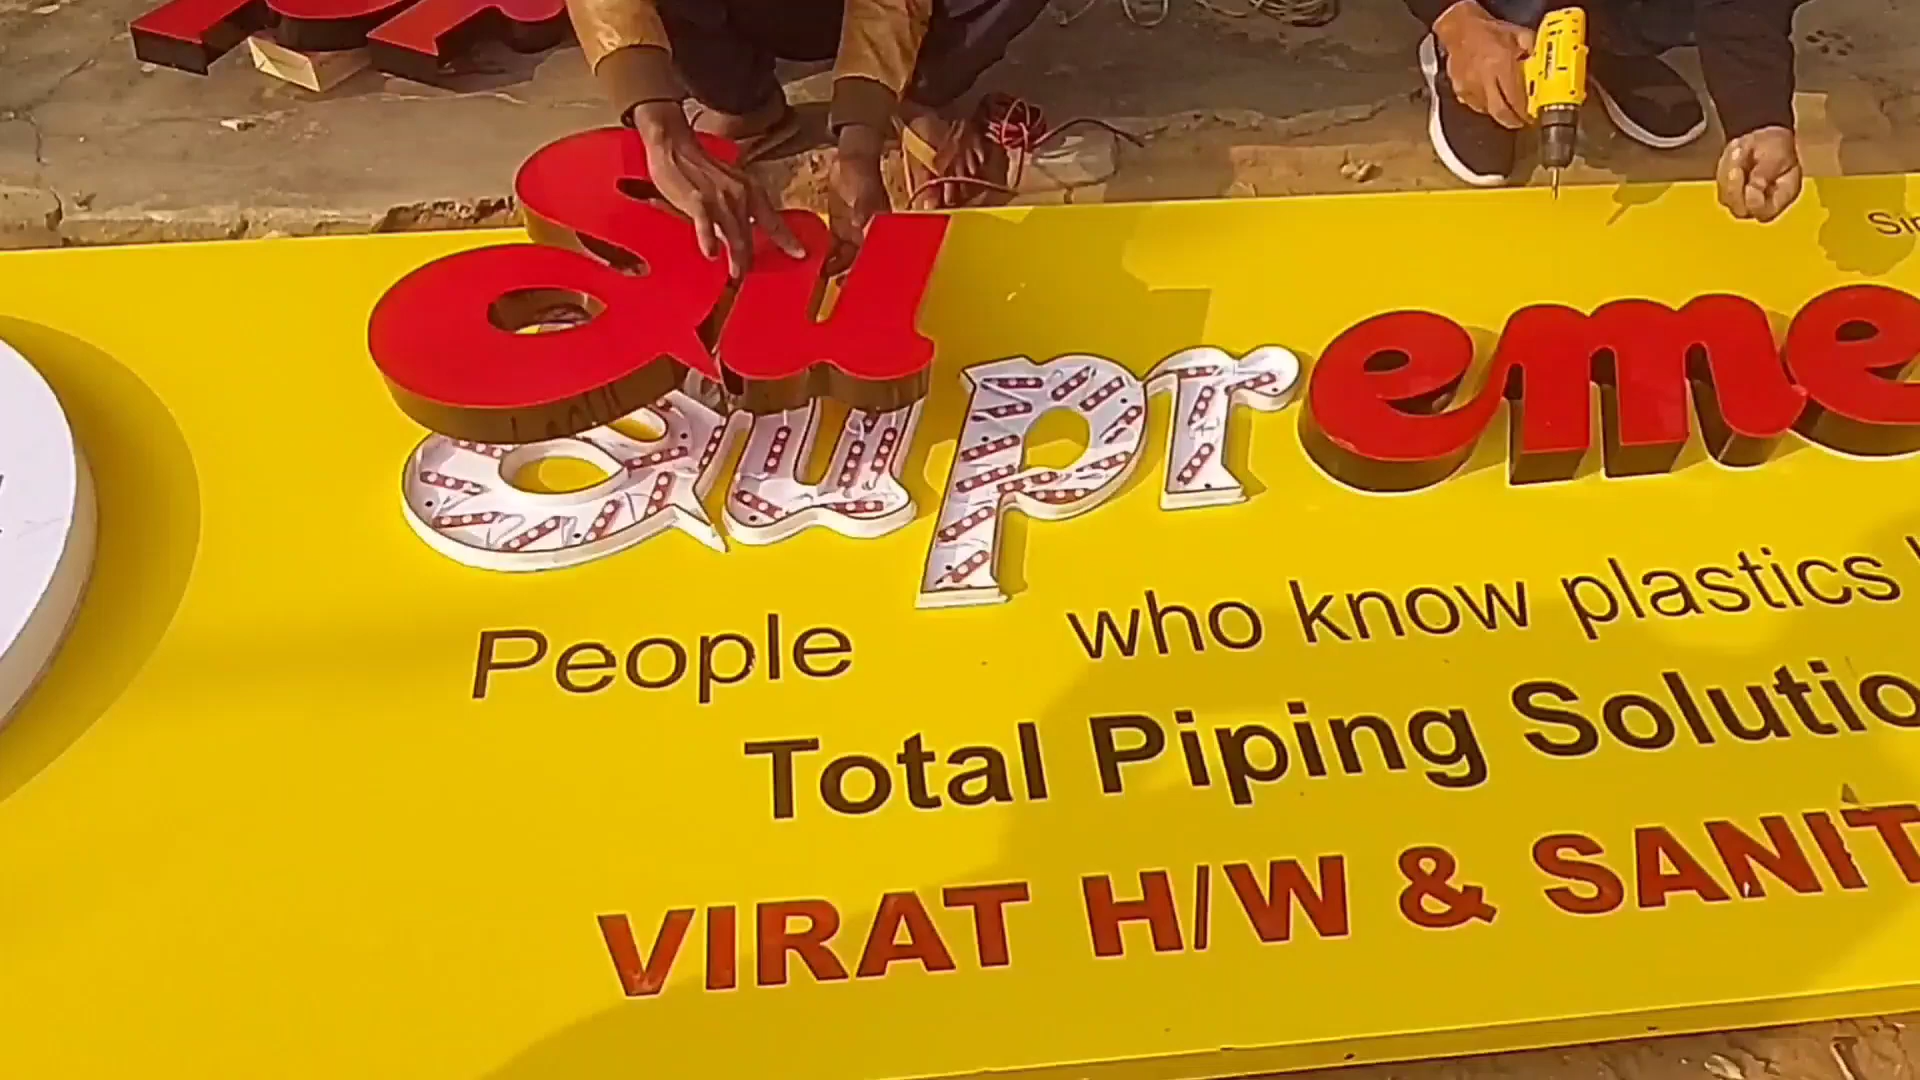 Supreme
People who know plastics
Total Piping Solutio
VIRAT H/W & SANIT